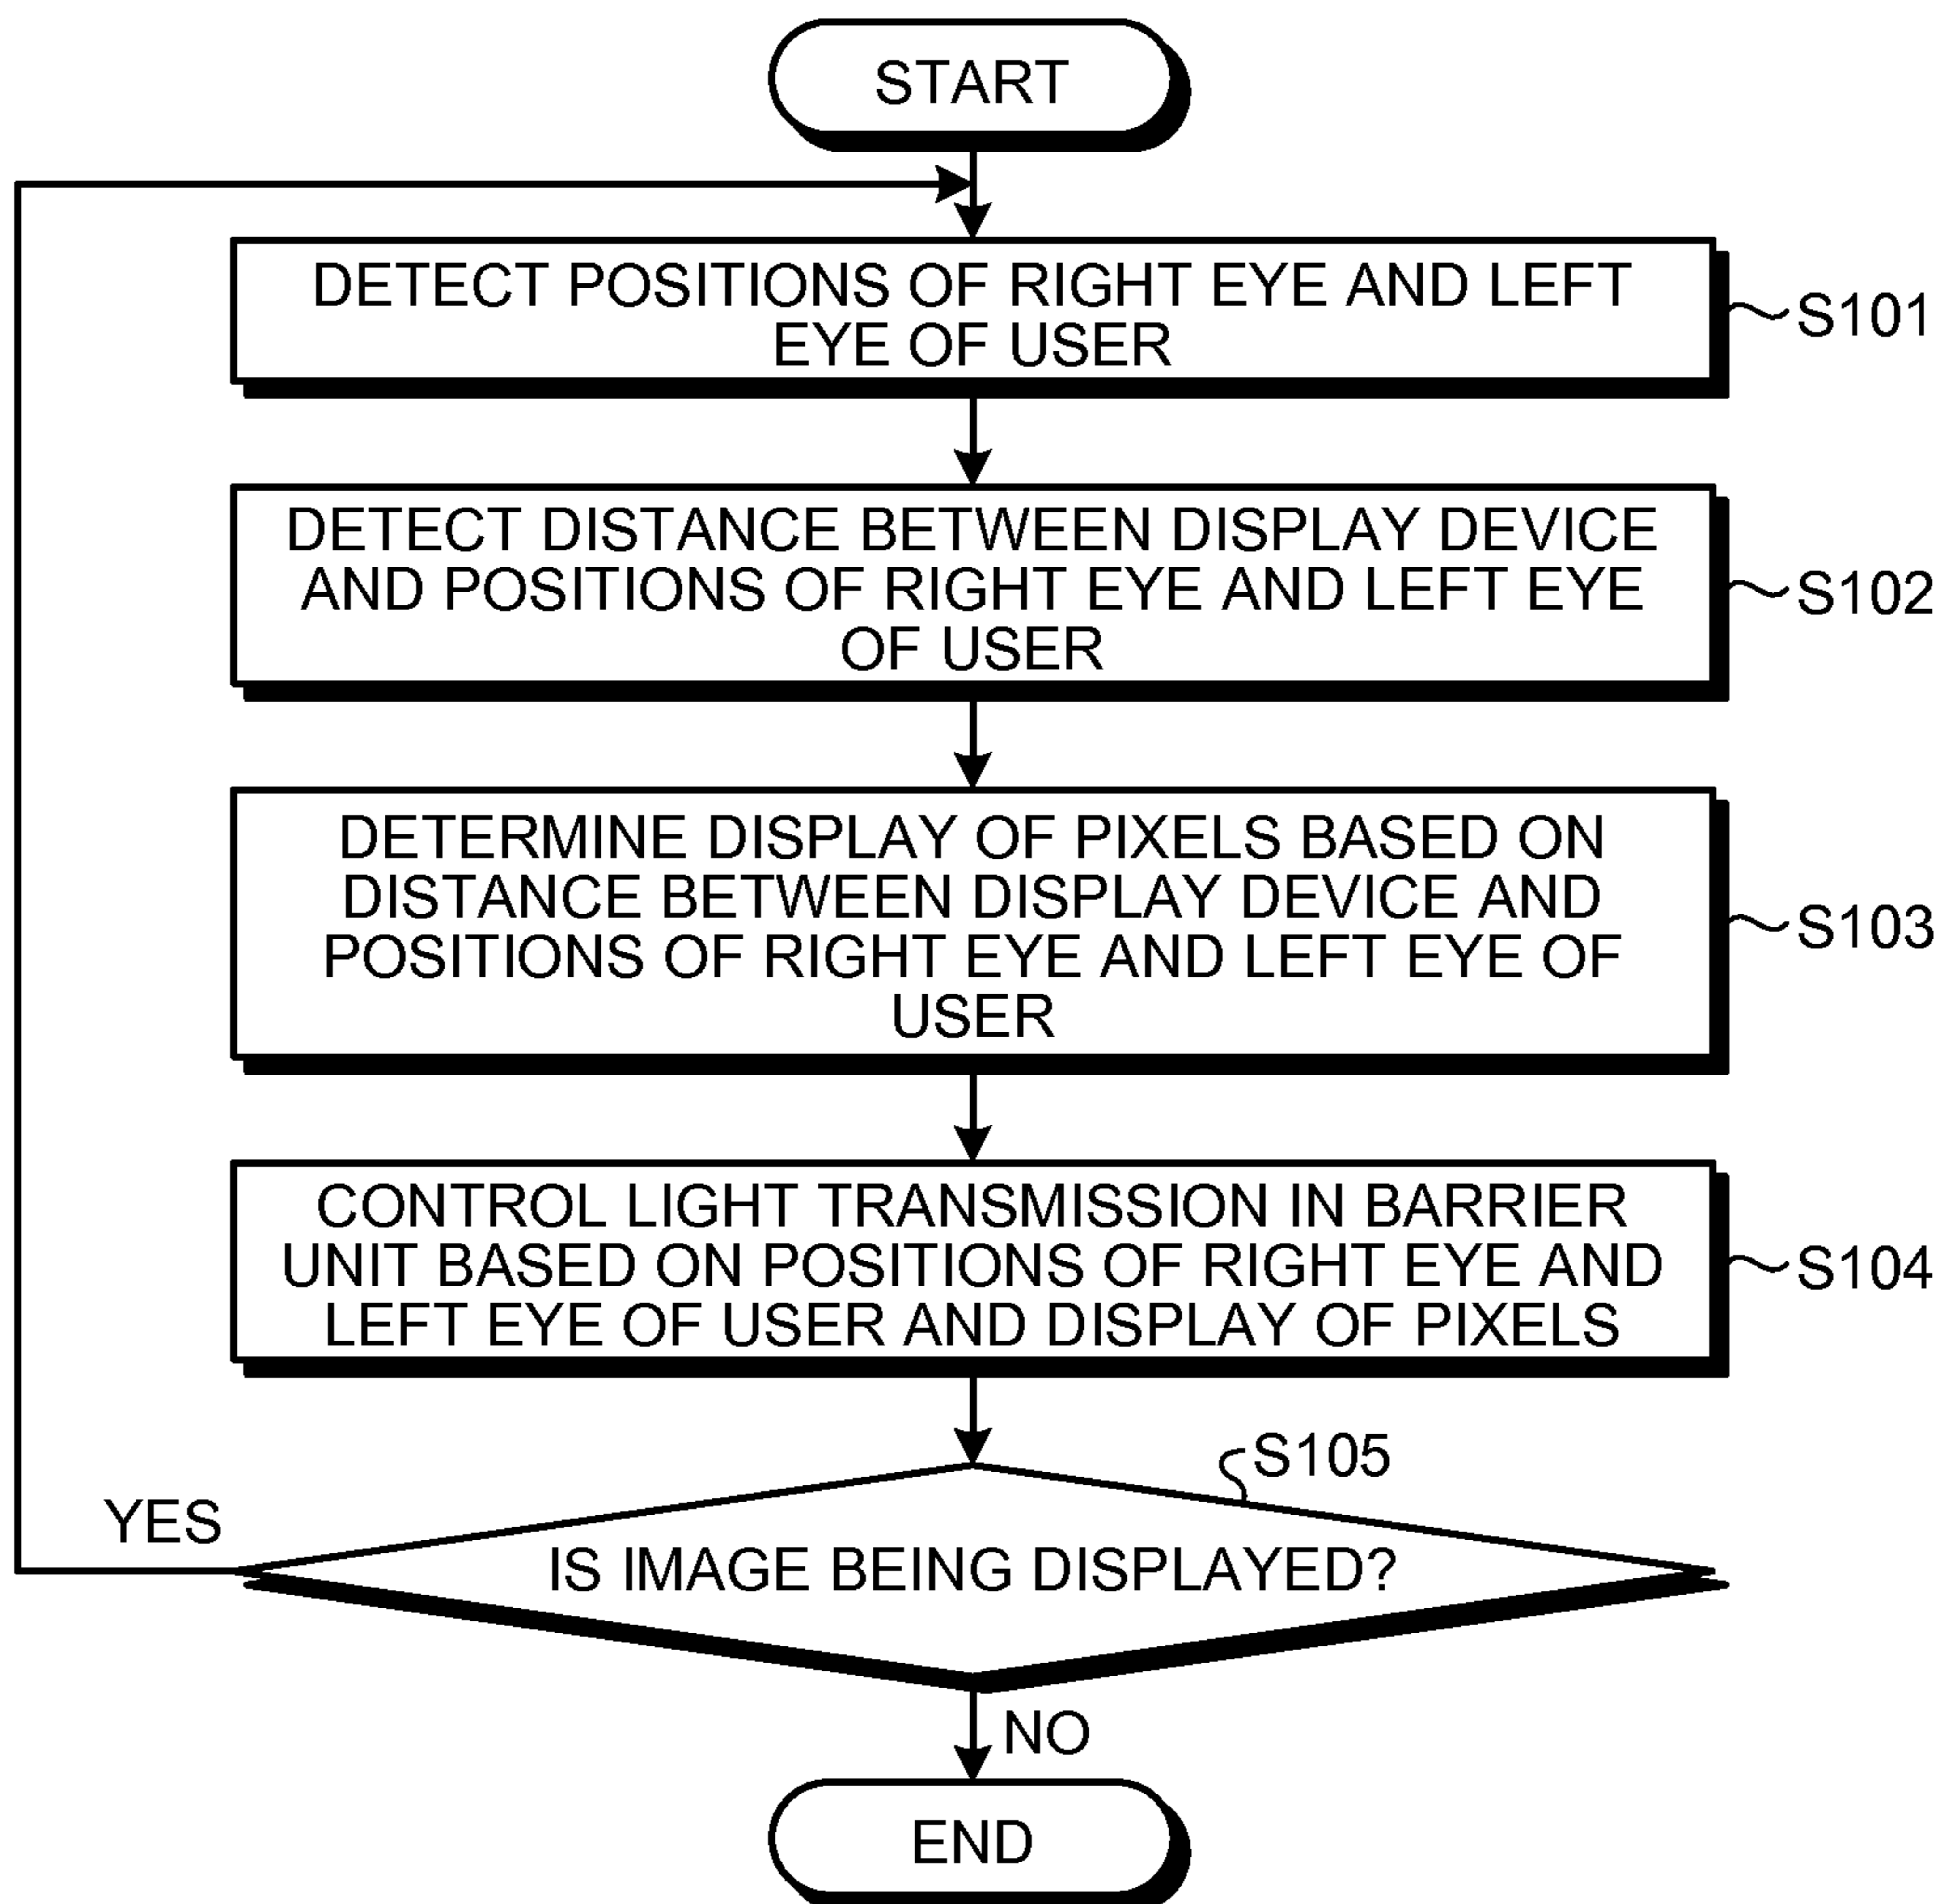 START
DETECT POSITIONS OF RIGHT EYE AND LEFT
EYE OF USER
S101
DETECT DISTANCE BETWEEN DISPLAY DEVICE
AND POSITIONS OF RIGHT EYE AND LEFT EYE
OF USER
S102
DETERMINE DISPLAY OF PIXELS BASED ON
DISTANCE BETWEEN DISPLAY DEVICE AND
POSITIONS OF RIGHT EYE AND LEFT EYE OF
USER
S103
CONTROL LIGHT TRANSMISSION IN BARRIER
UNIT BASED ON POSITIONS OF RIGHT EYE AND
LEFT EYE OF USER AND DISPLAY OF PIXELS
S104
S105
YES
IS IMAGE BEING DISPLAYED?
NO
END